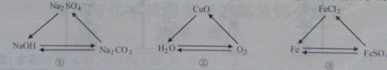 Na₂SO₄ CuO FeCl₂
NaOH Na₂CO₃ H₂O O₂ Fe FeSO₄
① ② ③